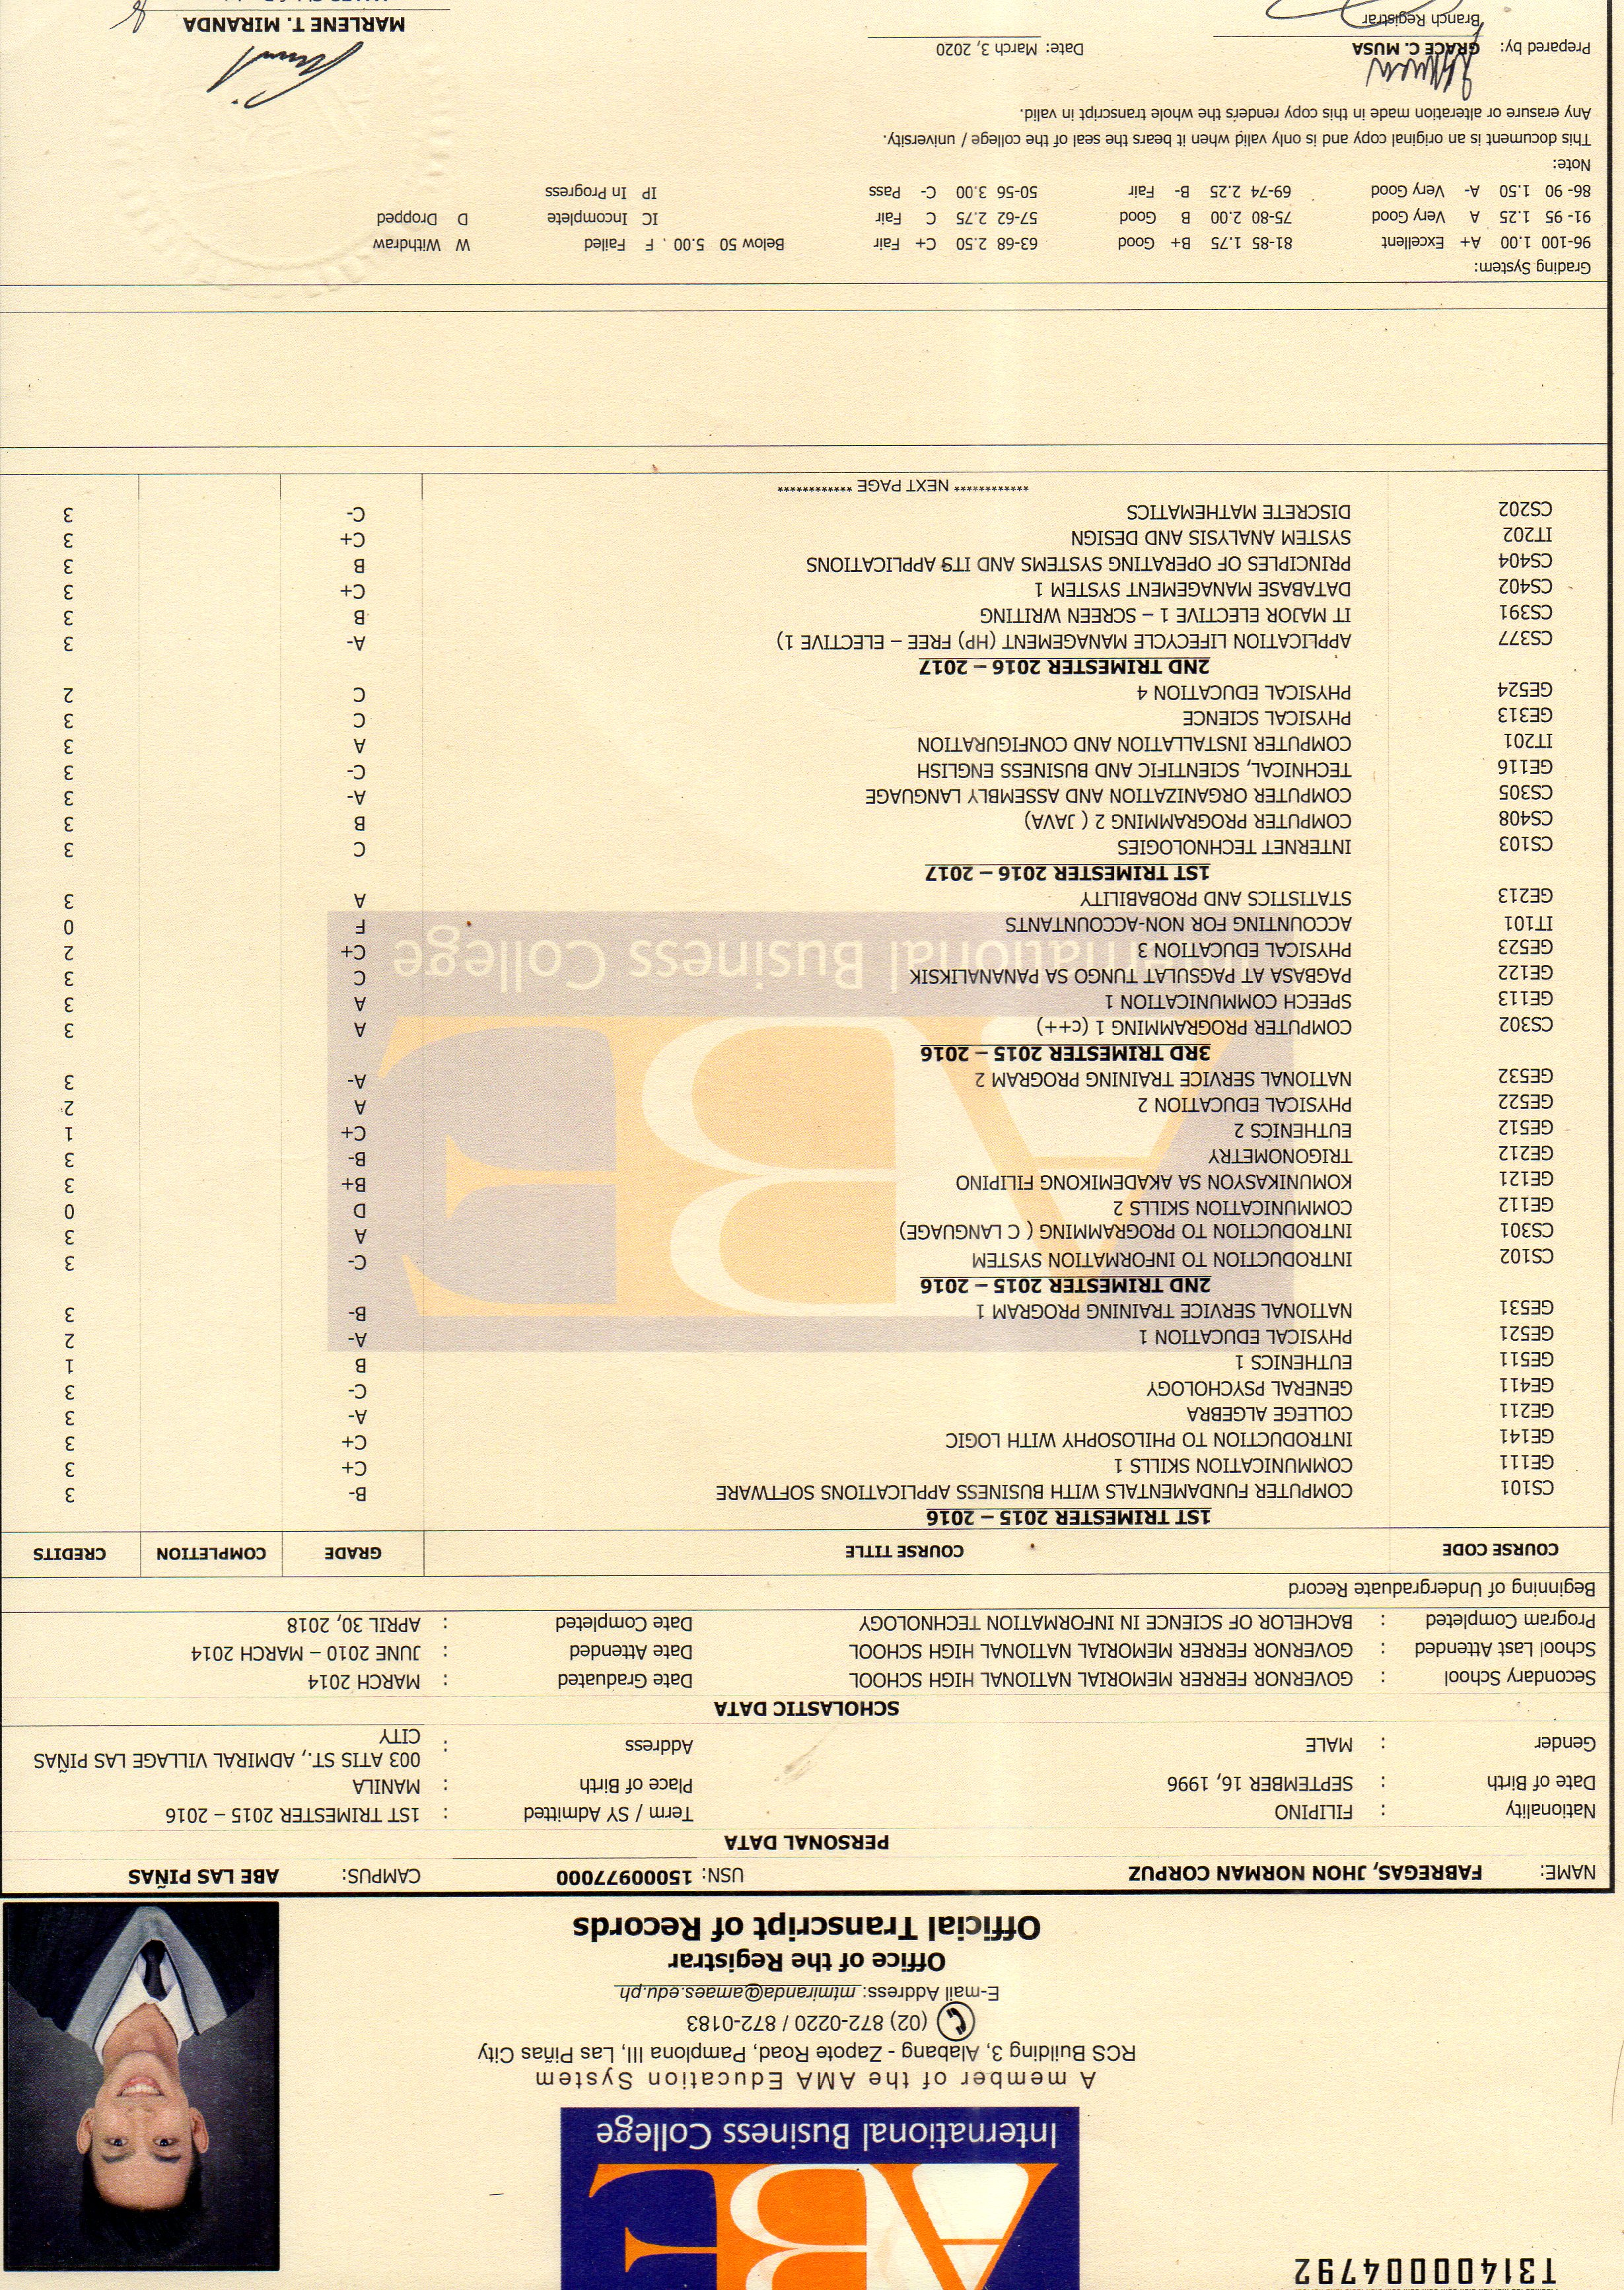 T31400004792
ABE
International Business College
A member of the AMA Education System
RCS Building 3, Alabang - Zapote Road, Pamplona III, Las Piñas City
(02) 872-0220 / 872-0183
E-mail Address: mtmiranda@amaes.edu.ph
Office of the Registrar
Official Transcript of Records
NAME: FABREGAS, JHON NORMAN CORPUZ USN: 15000977000 CAMPUS: ABE LAS PIÑAS
PERSONAL DATA
Nationality : FILIPINO Term / SY Admitted : 1ST TRIMESTER 2015 – 2016
Date of Birth : SEPTEMBER 16, 1996 Place of Birth : MANILA
Gender : MALE Address : 003 ATIS ST., ADMIRAL VILLAGE LAS PIÑAS
CITY
SCHOLASTIC DATA
Secondary School : GOVERNOR FERRER MEMORIAL NATIONAL HIGH SCHOOL Date Graduated : MARCH 2014
School Last Attended : GOVERNOR FERRER MEMORIAL NATIONAL HIGH SCHOOL Date Attended : JUNE 2010 – MARCH 2014
Program Completed : BACHELOR OF SCIENCE IN INFORMATION TECHNOLOGY Date Completed : APRIL 30, 2018
Beginning of Undergraduate Record
COURSE CODE COURSE TITLE GRADE COMPLETION CREDITS
1ST TRIMESTER 2015 – 2016
CS101 COMPUTER FUNDAMENTALS WITH BUSINESS APPLICATIONS SOFTWARE B- 3
GE111 COMMUNICATION SKILLS 1 C+ 3
GE141 INTRODUCTION TO PHILOSOPHY WITH LOGIC C+ 3
GE211 COLLEGE ALGEBRA A- 3
GE411 GENERAL PSYCHOLOGY C- 3
GE511 EUTHENICS 1 B 1
GE521 PHYSICAL EDUCATION 1 A- 2
GE531 NATIONAL SERVICE TRAINING PROGRAM 1 B- 3
2ND TRIMESTER 2015 – 2016
CS102 INTRODUCTION TO INFORMATION SYSTEM C- 3
CS301 INTRODUCTION TO PROGRAMMING ( C LANGUAGE) A 3
GE112 COMMUNICATION SKILLS 2 D 0
GE121 KOMUNIKASYON SA AKADEMIKONG FILIPINO B+ 3
GE212 TRIGONOMETRY B- 3
GE512 EUTHENICS 2 C+ 1
GE522 PHYSICAL EDUCATION 2 A 2
GE532 NATIONAL SERVICE TRAINING PROGRAM 2 A- 3
3RD TRIMESTER 2015 – 2016
CS302 COMPUTER PROGRAMMING 1 (c++) A 3
GE113 SPEECH COMMUNICATION 1 A 3
GE122 PAGBASA AT PAGSULAT TUNGO SA PANANALIKSIK C 3
GE523 PHYSICAL EDUCATION 3 C+ 2
IT101 ACCOUNTING FOR NON-ACCOUNTANTS F 0
GE213 STATISTICS AND PROBABILITY A 3
1ST TRIMESTER 2016 – 2017
CS103 INTERNET TECHNOLOGIES C 3
CS408 COMPUTER PROGRAMMING 2 ( JAVA) B 3
CS305 COMPUTER ORGANIZATION AND ASSEMBLY LANGUAGE A- 3
GE116 TECHNICAL, SCIENTIFIC AND BUSINESS ENGLISH C- 3
IT201 COMPUTER INSTALLATION AND CONFIGURATION A 3
GE313 PHYSICAL SCIENCE C 3
GE524 PHYSICAL EDUCATION 4 C 2
2ND TRIMESTER 2016 – 2017
CS377 APPLICATION LIFECYCLE MANAGEMENT (HP) FREE – ELECTIVE 1) A- 3
CS391 IT MAJOR ELECTIVE 1 – SCREEN WRITING B 3
CS402 DATABASE MANAGEMENT SYSTEM 1 C+ 3
CS404 PRINCIPLES OF OPERATING SYSTEMS AND ITS APPLICATIONS B 3
IT202 SYSTEM ANALYSIS AND DESIGN C+ 3
CS202 DISCRETE MATHEMATICS C- 3
************ NEXT PAGE ************
ABE
International Business College
Grading System:
96-100 1.00 A+ Excellent 81-85 1.75 B+ Good 63-68 2.50 C+ Fair Below 50 5.00 . F Failed W Withdraw
91- 95 1.25 A Very Good 75-80 2.00 B Good 57-62 2.75 C Fair IC Incomplete D Dropped
86- 90 1.50 A- Very Good 69-74 2.25 B- Fair 50-56 3.00 C- Pass IP In Progress
Note:
This document is an original copy and is only valid when it bears the seal of the college / university.
Any erasure or alteration made in this copy renders the whole transcript in valid.
Prepared by: GRACE C. MUSA Date: March 3, 2020
Branch Registrar
MARLENE T. MIRANDA